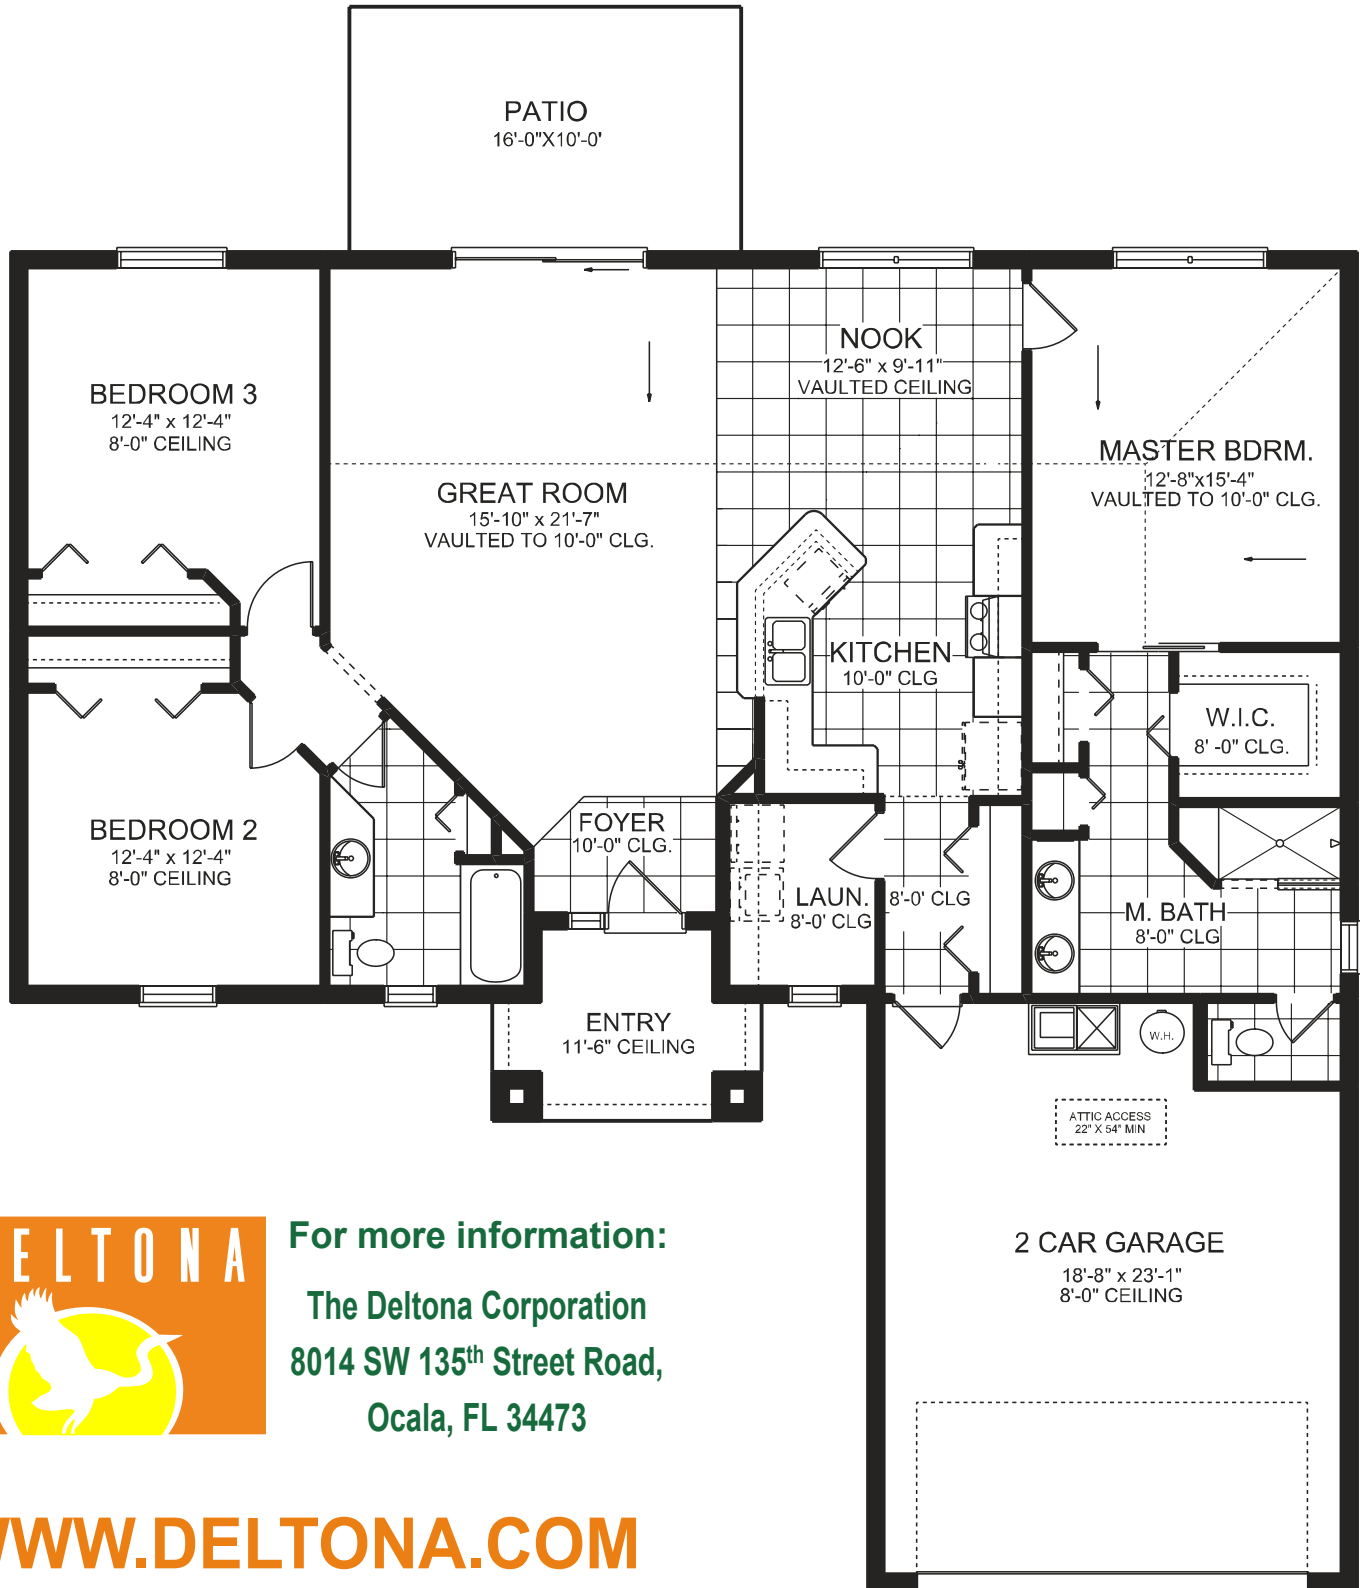 PATIO
16'-0"X10'-0'
BEDROOM 3
12'-4" x 12'-4"
8'-0" CEILING
GREAT ROOM
15'-10" x 21'-7"
VAULTED TO 10'-0" CLG.
NOOK
12'-6" x 9'-11"
VAULTED CEILING
MASTER BDRM.
12'-8"x15'-4"
VAULTED TO 10'-0" CLG.
KITCHEN
10'-0" CLG
W.I.C.
8' -0" CLG.
BEDROOM 2
12'-4" x 12'-4"
8'-0" CEILING
FOYER
10'-0" CLG.
LAUN.
8'-0' CLG
8'-0' CLG
M. BATH
8'-0" CLG
ENTRY
11'-6" CEILING
W.H.
ATTIC ACCESS
22" X 54" MIN
2 CAR GARAGE
18'-8" x 23'-1"
8'-0" CEILING
ELTONA
For more information:
The Deltona Corporation
8014 SW 135th Street Road,
Ocala, FL 34473
WWW.DELTONA.COM